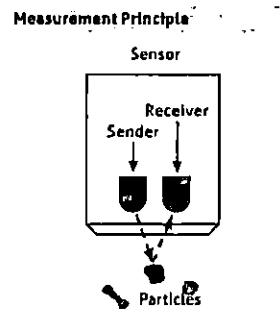 Measurement Principle
Sensor
Receiver
Sender
Particles